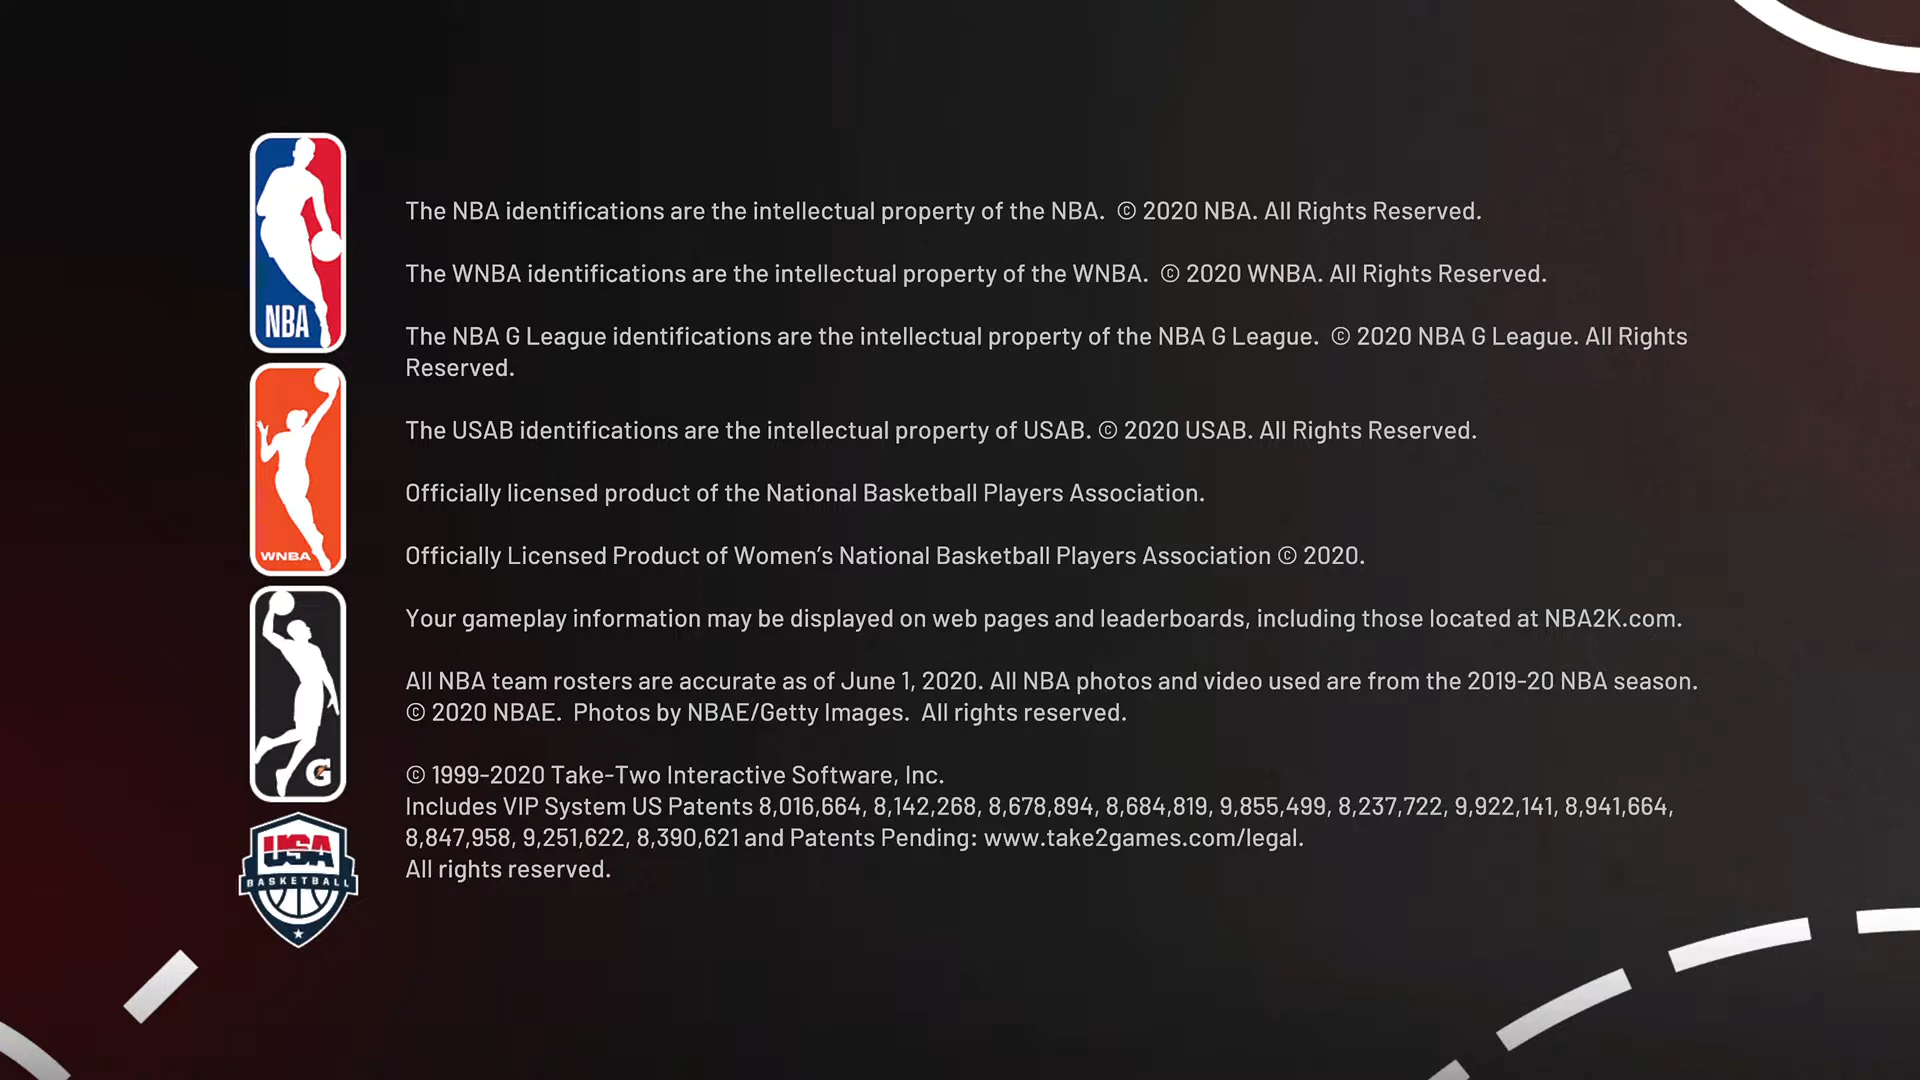 NBA
The NBA identifications are the intellectual property of the NBA.  © 2020 NBA. All Rights Reserved.
The WNBA identifications are the intellectual property of the WNBA.  © 2020 WNBA. All Rights Reserved.
The NBA G League identifications are the intellectual property of the NBA G League.  © 2020 NBA G League. All Rights
Reserved.
WNBA
The USAB identifications are the intellectual property of USAB. © 2020 USAB. All Rights Reserved.
Officially licensed product of the National Basketball Players Association.
Officially Licensed Product of Women’s National Basketball Players Association © 2020.
Your gameplay information may be displayed on web pages and leaderboards, including those located at NBA2K.com.
All NBA team rosters are accurate as of June 1, 2020. All NBA photos and video used are from the 2019-20 NBA season.
© 2020 NBAE.  Photos by NBAE/Getty Images.  All rights reserved.
G
© 1999-2020 Take-Two Interactive Software, Inc.
Includes VIP System US Patents 8,016,664, 8,142,268, 8,678,894, 8,684,819, 9,855,499, 8,237,722, 9,922,141, 8,941,664,
8,847,958, 9,251,622, 8,390,621 and Patents Pending: www.take2games.com/legal.
All rights reserved.
USA
BASKETBALL